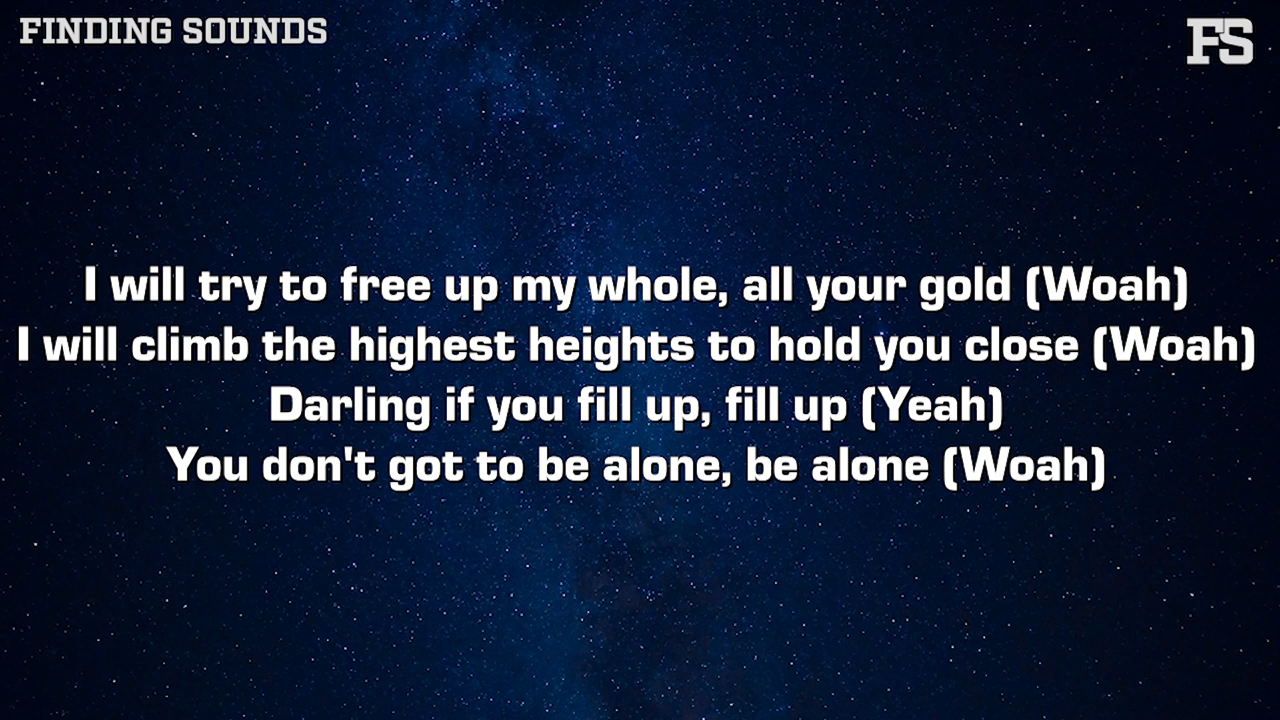 FINDING SOUNDS
FS
I will try to free up my whole, all your gold (Woah)
I will climb the highest heights to hold you close (Woah)
Darling if you fill up, fill up (Yeah)
You don't got to be alone, be alone (Woah)